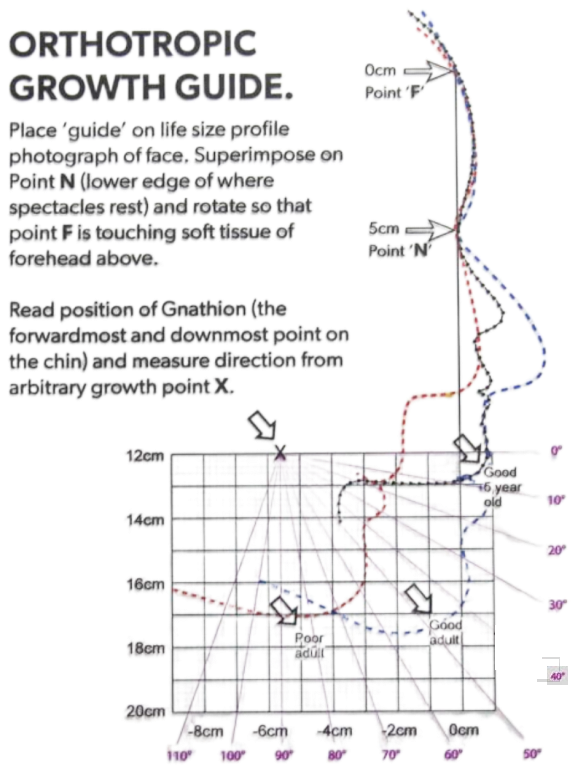 ORTHOTROPIC
GROWTH GUIDE.
Place 'guide' on life size profile
photograph of face. Superimpose on
Point N (lower edge of where
spectacles rest) and rotate so that
point F is touching soft tissue of
forehead above.
Read position of Gnathion (the
forwardmost and downmost point on
the chin) and measure direction from
arbitrary growth point X.
0cm
Point 'F'
5cm
Point 'N'
X
12cm
14cm
16cm
18cm
20cm
Good
5 year
old
Good
adult
Poor
adult
0°
10°
20°
30°
40°
-8cm -6cm -4cm -2cm 0cm
110° 100° 90° 80° 70° 60° 50°